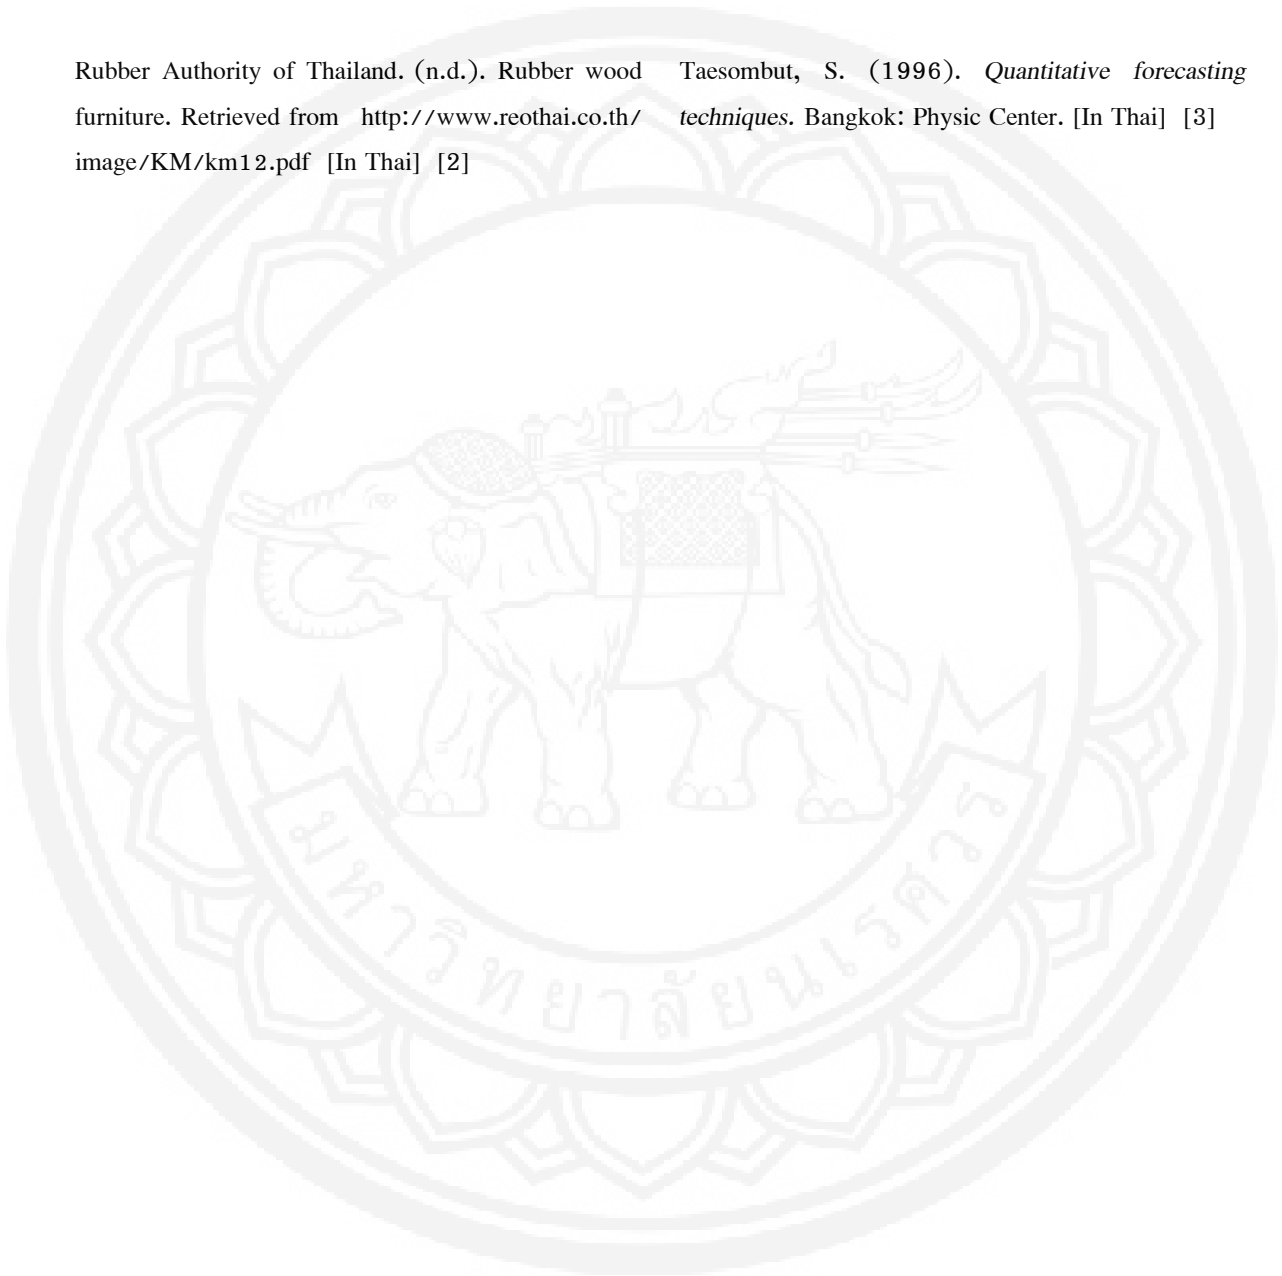 Rubber Authority of Thailand. (n.d.). Rubber wood
furniture. Retrieved from http://www.reothai.co.th/
image/KM/km12.pdf [In Thai] [2]
Taesombut, S. (1996). Quantitative forecasting
techniques. Bangkok: Physic Center. [In Thai] [3]
มหาวิทยาลัยนเรศวร